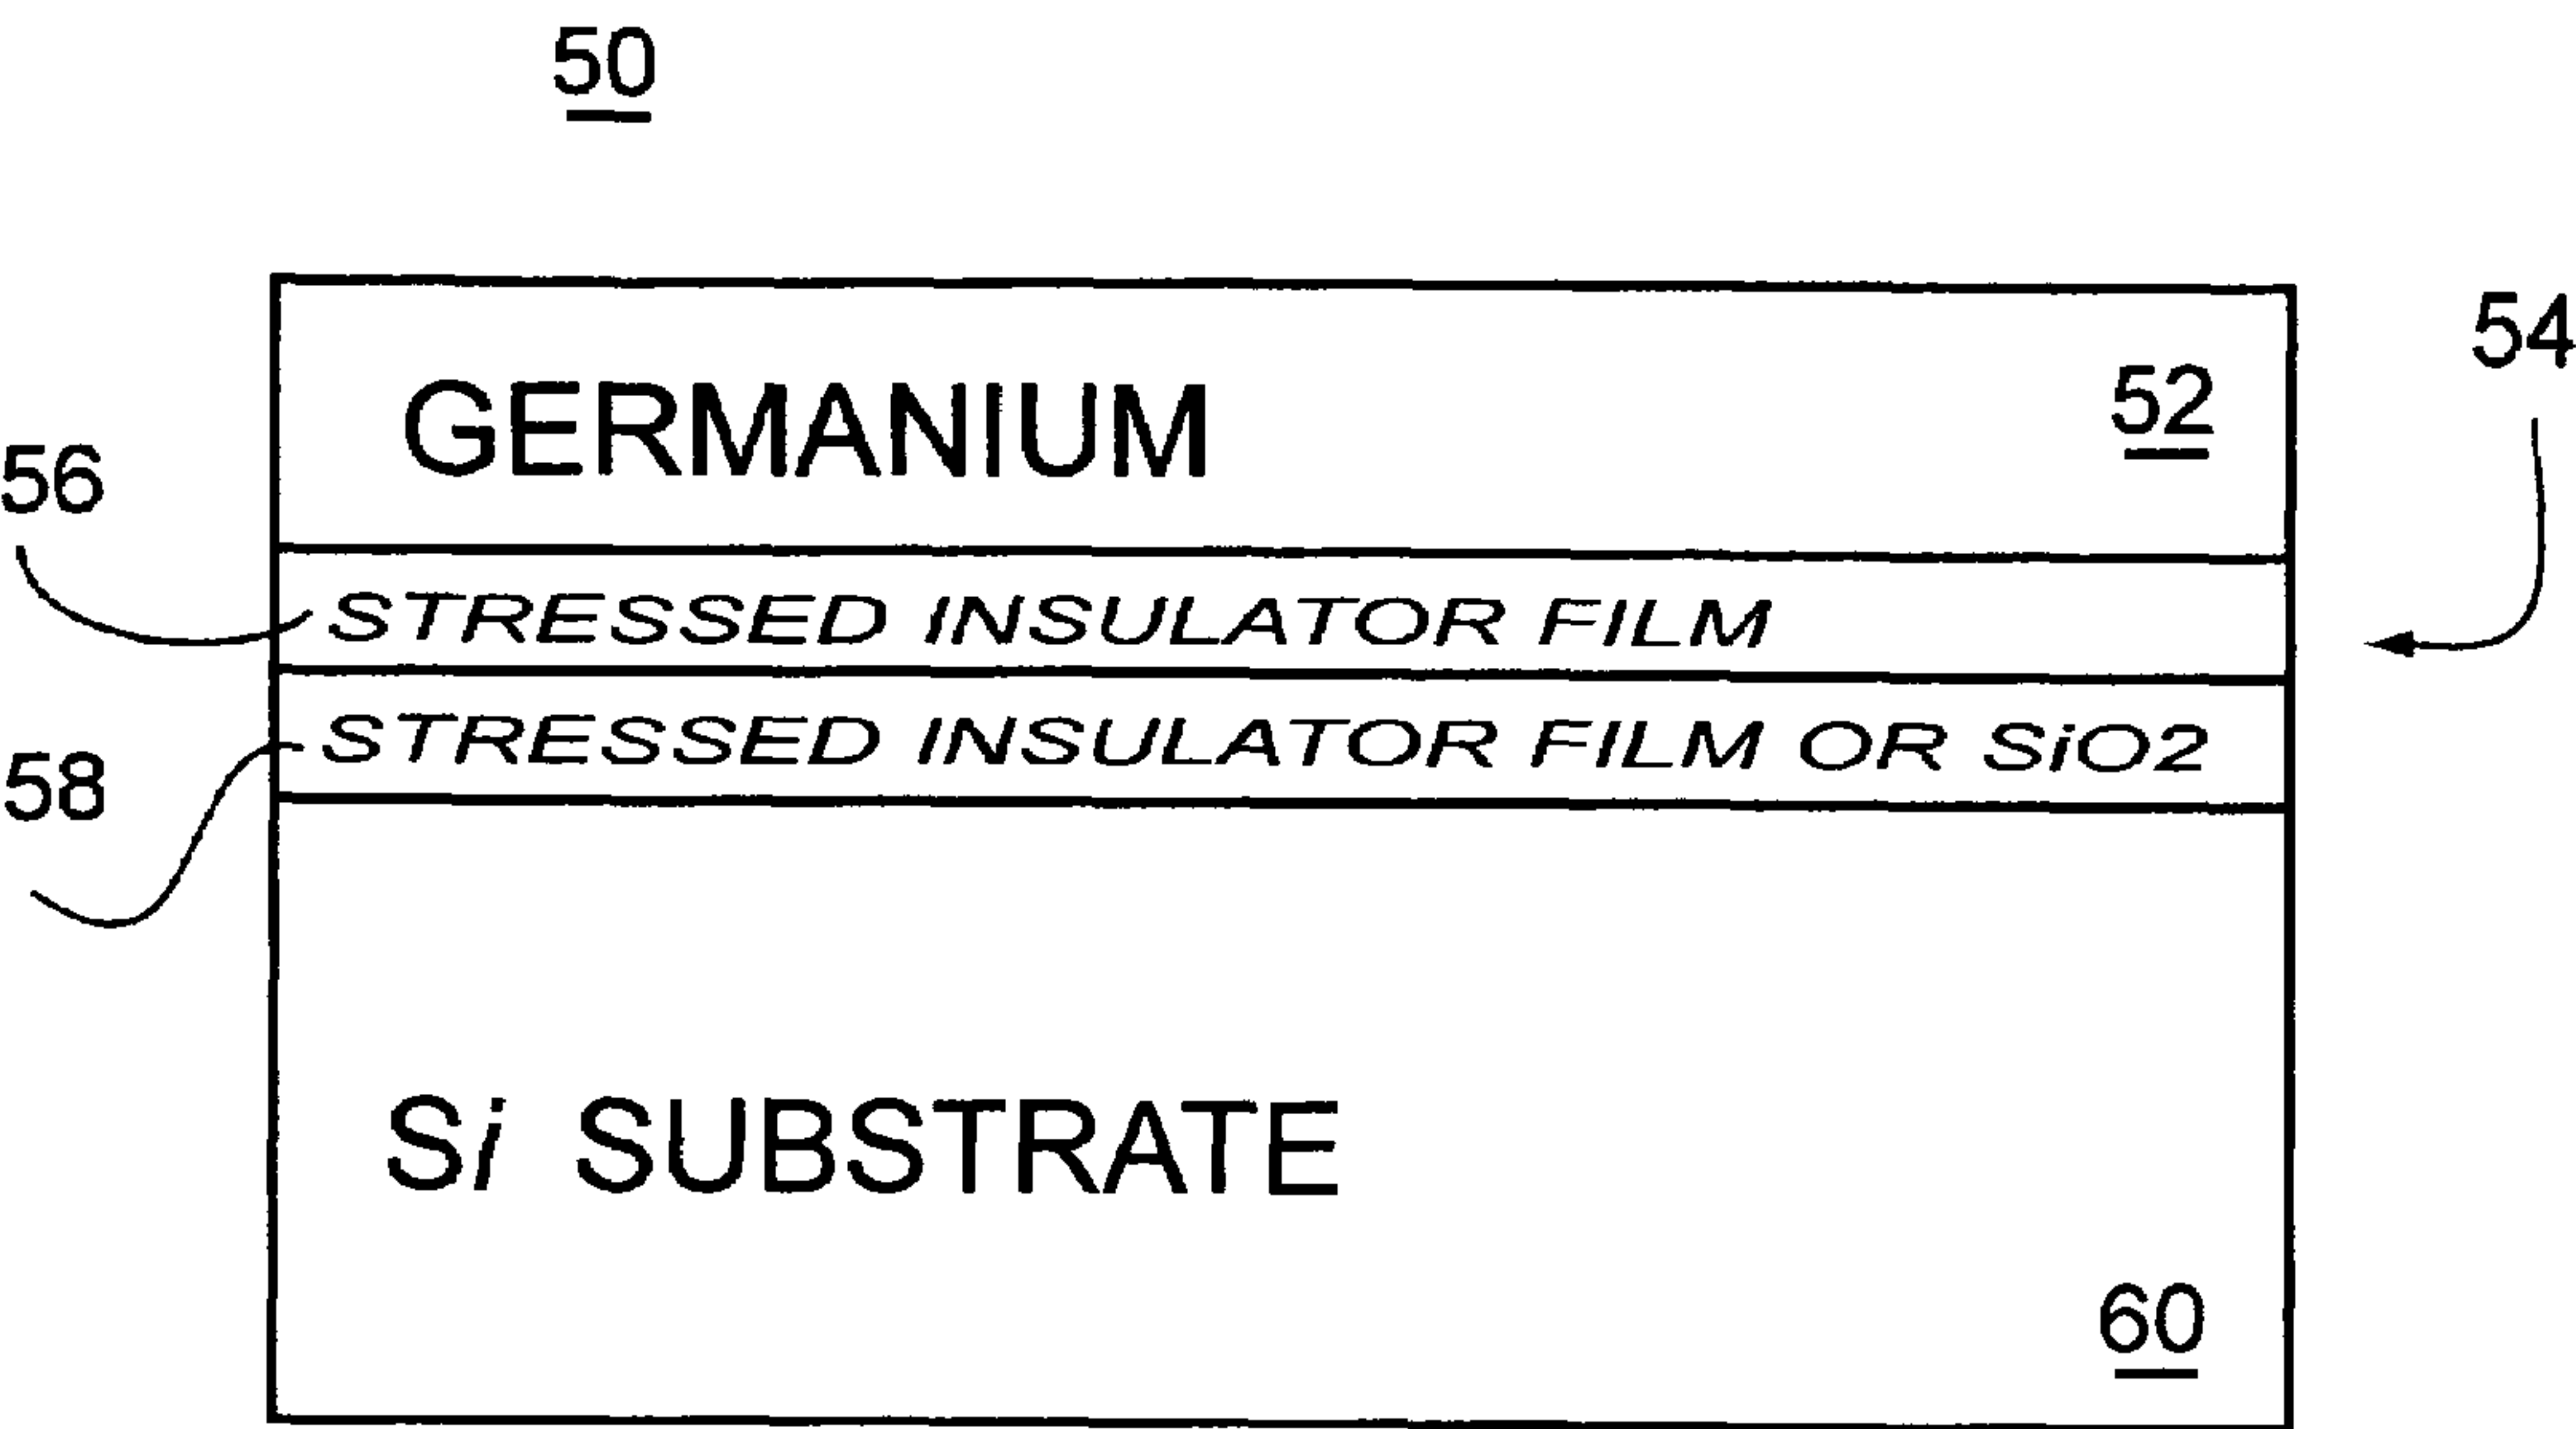 50
54
GERMANIUM 52
56
STRESSED INSULATOR FILM
STRESSED INSULATOR FILM OR SiO2
58
Si SUBSTRATE
60